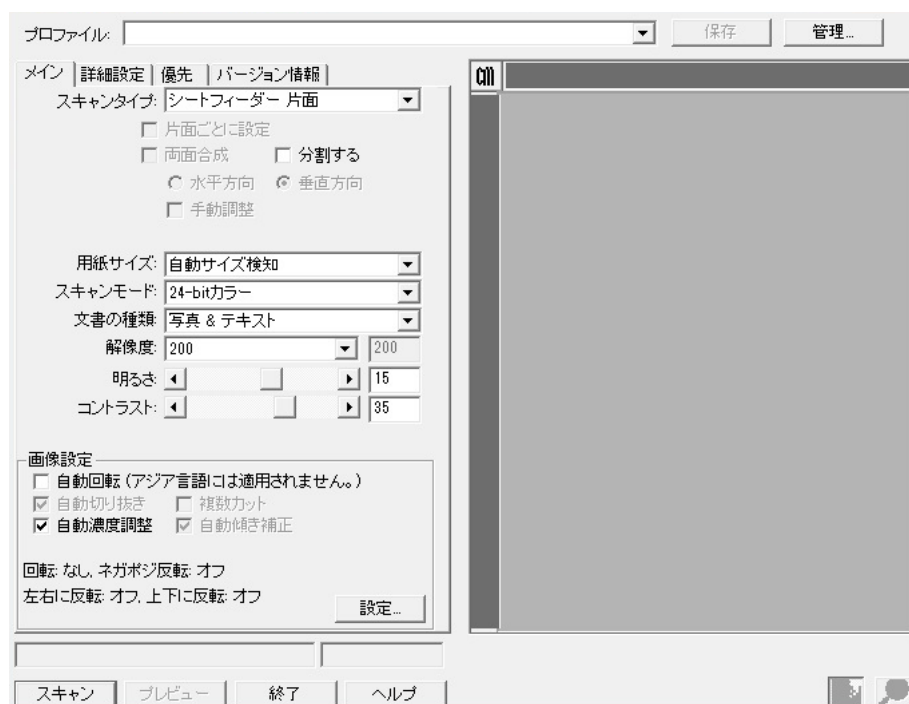 プロファイル: 保存 管理...
メイン 詳細設定 優先 バージョン情報
スキャンタイプ: シートフィーダー 片面
片面ごとに設定
両面合成 分割する
水平方向 垂直方向
手動調整
用紙サイズ: 自動サイズ検知
スキャンモード: 24-bitカラー
文書の種類: 写真 & テキスト
解像度: 200 200
明るさ: 15
コントラスト: 35
画像設定
自動回転 (アジア言語には適用されません。)
自動切り抜き 複数カット
自動濃度調整 自動傾き補正
回転: なし, ネガポジ反転: オフ
左右に反転: オフ, 上下に反転: オフ
設定...
スキャン プレビュー 終了 ヘルプ